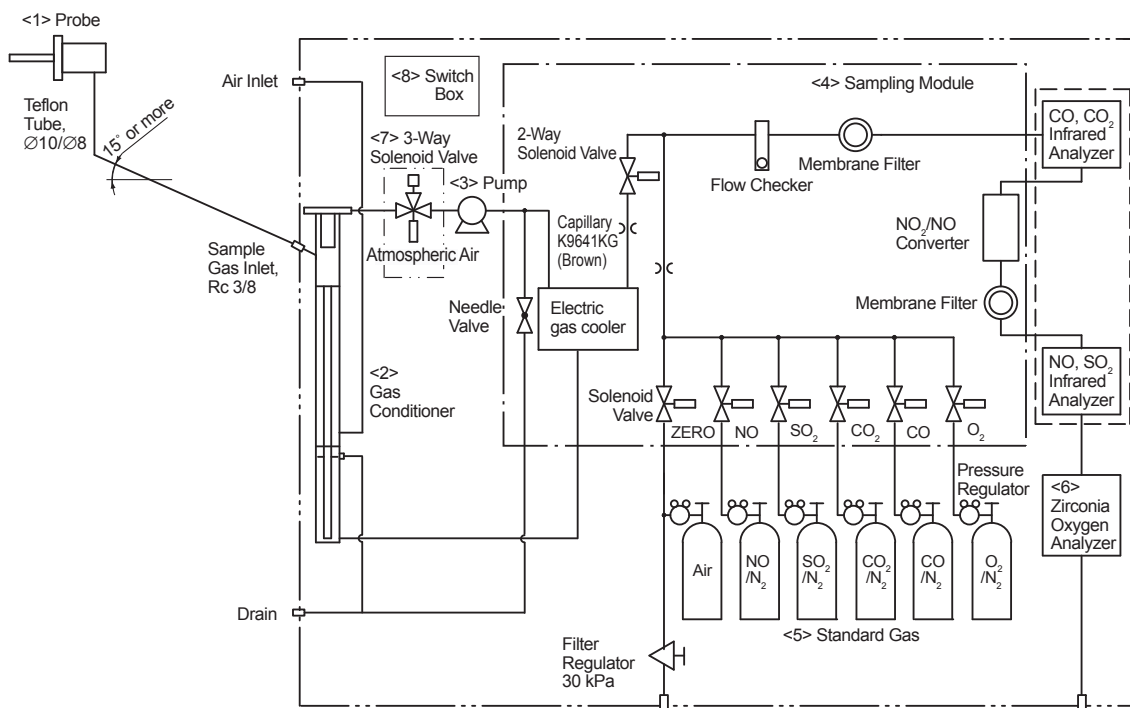 <1> Probe
Air Inlet
<8> Switch
Box
<4> Sampling Module
Teflon
Tube,
∅10/∅8
15° or more
<7> 3-Way
Solenoid Valve
2-Way
Solenoid Valve
CO, CO₂
Infrared
Analyzer
Membrane Filter
Flow Checker
<3> Pump
Capillary
K9641KG
(Brown)
NO₂/NO
Converter
Sample
Gas Inlet,
Rc 3/8
Atmospheric Air
Needle
Valve
Electric
gas cooler
Membrane Filter
<2>
Gas
Conditioner
NO, SO₂
Infrared
Analyzer
Solenoid
Valve
ZERO
NO
SO₂
CO₂
CO
O₂
Pressure
Regulator
<6>
Zirconia
Oxygen
Analyzer
Air
NO
/N₂
SO₂
/N₂
CO₂
/N₂
CO
/N₂
O₂
/N₂
Drain
<5> Standard Gas
Filter
Regulator
30 kPa